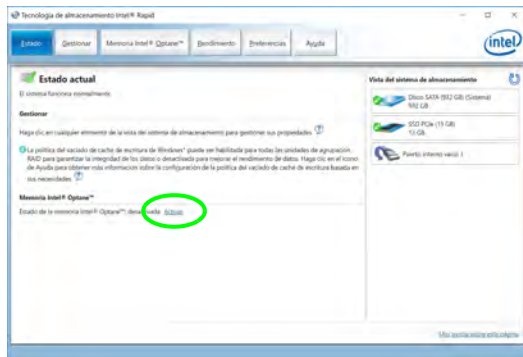 Tecnología de almacenamiento Intel® Rapid
Estado
Gestionar
Memoria Intel® Optane™
Rendimiento
Preferencias
Ayuda
intel
Estado actual
El sistema funciona normalmente
Gestionar
Haga clic en cualquier elemento de la vista del sistema de almacenamiento para gestionar sus propiedades
La política del vaciado de caché de escritura de Windows* puede ser habilitada para todas las unidades de agrupación
RAID para garantizar la integridad de los datos o desactivada para mejorar el rendimiento de datos. Haga clic en el icono
de Ayuda para obtener más información sobre la configuración de la política del vaciado de caché de escritura basada en
sus necesidades.
Memoria Intel® Optane™
Estado de la memoria Intel® Optane™: desactivada Activar
Vista del sistema de almacenamiento
Disco SATA (932 GB) (Sistema)
932 GB
SSD PCIe (13 GB)
13 GB
Puerto interno vacío 1
Más ayuda sobre esta página